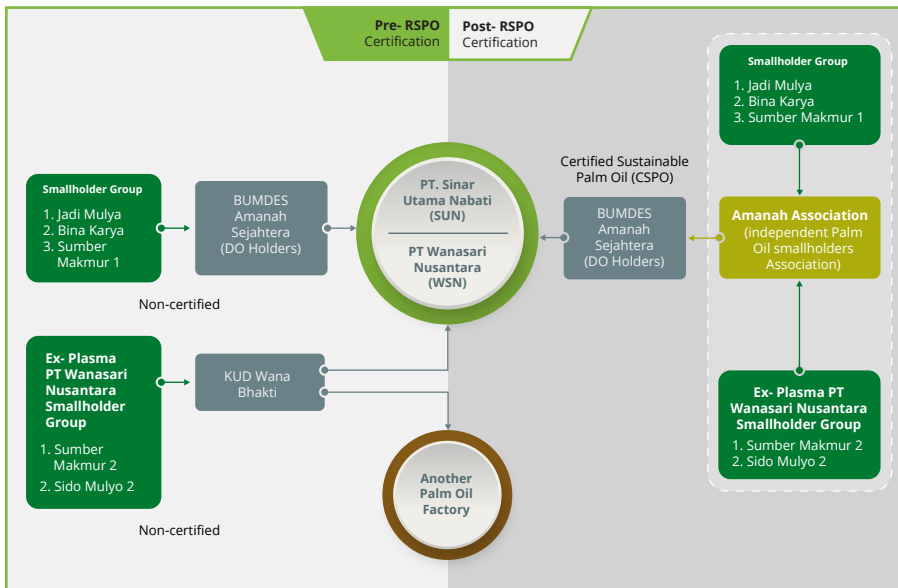 Pre- RSPO
Certification
Post- RSPO
Certification
Smallholder Group
1. Jadi Mulya
2. Bina Karya
3. Sumber
Makmur 1
BUMDES
Amanah
Sejahtera
(DO Holders)
Non-certified
Ex- Plasma
PT Wanasari
Nusantara
Smallholder
Group
1. Sumber
Makmur 2
2. Sido Mulyo 2
KUD Wana
Bhakti
Non-certified
PT. Sinar
Utama Nabati
(SUN)
PT Wanasari
Nusantara
(WSN)
Another
Palm Oil
Factory
Certified Sustainable
Palm Oil (CSPO)
BUMDES
Amanah
Sejahtera
(DO Holders)
Smallholder Group
1. Jadi Mulya
2. Bina Karya
3. Sumber Makmur 1
Amanah Association
(independent Palm
Oil smallholders
Association)
Ex- Plasma PT
Wanasari Nusantara
Smallholder Group
1. Sumber Makmur 2
2. Sido Mulyo 2